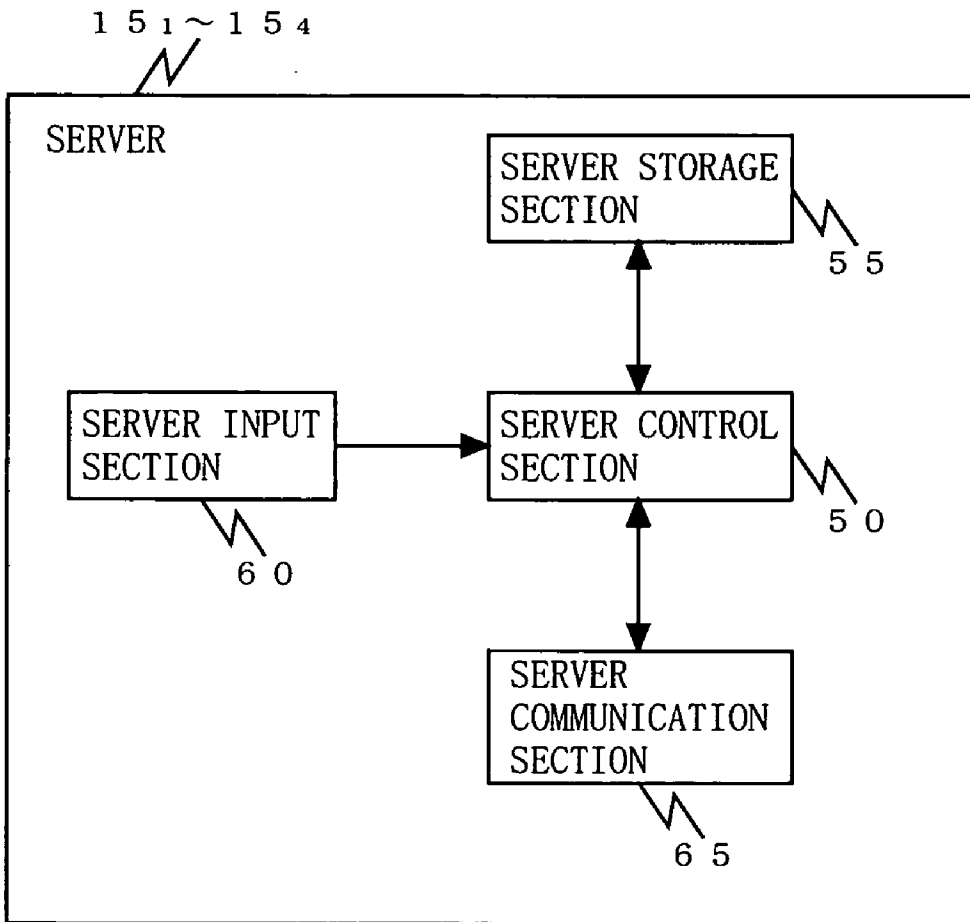 15₁~15₄
SERVER
SERVER STORAGE
SECTION
55
SERVER INPUT
SECTION
60
SERVER CONTROL
SECTION
50
SERVER
COMMUNICATION
SECTION
65